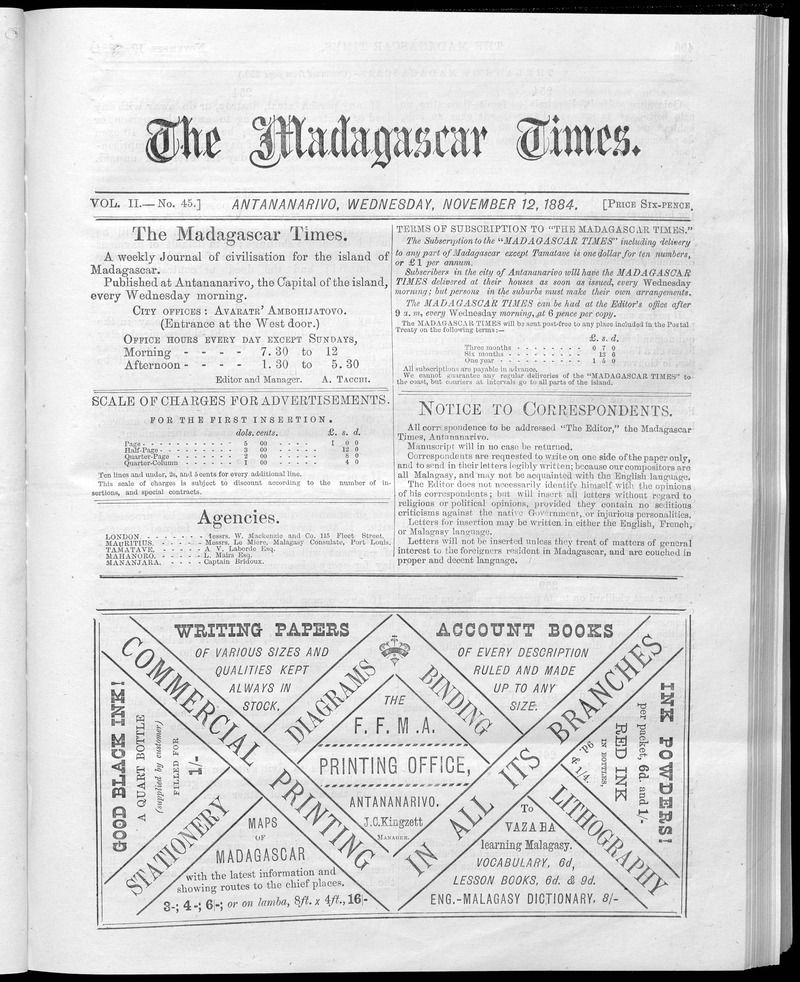 The Madagascar Times.
VOL. II.— No. 45.] ANTANANARIVO, WEDNESDAY, NOVEMBER 12, 1884. [PRICE SIX-PENCE.
The Madagascar Times.
A weekly Journal of civilisation for the island of
Madagascar.
Published at Antananarivo, the Capital of the island,
every Wednesday morning.
CITY OFFICES: AVARATR' AMBOHIJATOVO.
(Entrance at the West door.)
OFFICE HOURS EVERY DAY EXCEPT SUNDAYS,
Morning - - - - 7. 30 to 12
Afternoon - - - - 1. 30 to 5. 30
Editor and Manager. A. TACCHI.
SCALE OF CHARGES FOR ADVERTISEMENTS.
FOR THE FIRST INSERTION.
dols. cents. £. s. d.
Page - - - - - - - - - - 5 00 - - - - - 1 0 0
Half-Page - - - - - - - - - 3 00 - - - - - 12 0
Quarter-Page - - - - - - - - 2 00 - - - - - 8 0
Quarter-Column - - - - - - - 1 00 - - - - - 4 0
Ten lines and under, 2s, and 5 cents for every additional line.
This scale of charges is subject to discount according to the number of in-
sertions, and special contracts.
Agencies.
LONDON - - - - - - - Messrs. W. Mackenzie and Co. 115 Fleet Street.
MAURITIUS. - - - - - - Messrs. Le Miere, Malagasy Consulate, Port Louis.
TAMATAVE. - - - - - - A. V. Laborde Esq.
MAHANORO. - - - - - L. Maira Esq.
MANANJARA. - - - - Captain Bridoux.
TERMS OF SUBSCRIPTION TO "THE MADAGASCAR TIMES."
The Subscription to the "MADAGASCAR TIMES" including delivery
to any part of Madagascar except Tamatave is one dollar for ten numbers,
or £1 per annum.
Subscribers in the city of Antananarivo will have the MADAGASCAR
TIMES delivered at their houses as soon as issued, every Wednesday
morning; but persons in the suburbs must make their own arrangements.
The MADAGASCAR TIMES can be had at the Editor's office after
9 a. m, every Wednesday morning, at 6 pence per copy.
The MADAGASCAR TIMES will be sent post-free to any place included in the Postal
Treaty on the following terms:—
£. s. d.
Three months - - - - - - - - - 0 7 0
Six months - - - - - - - - - 13 6
One year - - - - - - - - - - 1 5 0
All subscriptions are payable in advance.
We cannot guarantee any regular deliveries of the "MADAGASCAR TIMES" to
the coast, but couriers at intervals go to all parts of the island.
NOTICE TO CORRESPONDENTS.
All correspondence to be addressed "The Editor," the Madagascar
Times, Antananarivo.
Manuscript will in no case be returned.
Correspondents are requested to write on one side of the paper only,
and to send in their letters legibly written; because our compositors are
all Malagasy, and may not be acquainted with the English language.
The Editor does not necessarily identify himself with the opinions
of his correspondents; but will insert all letters without regard to
religious or political opinions, provided they contain no seditious
criticisms against the native Government, or injurious personalities.
Letters for insertion may be written in either the English, French,
or Malagasy language.
Letters will not be inserted unless they treat of matters of general
interest to the foreigners resident in Madagascar, and are couched in
proper and decent language.
WRITING PAPERS
OF VARIOUS SIZES AND
QUALITIES KEPT
ALWAYS IN
STOCK.
ACCOUNT BOOKS
OF EVERY DESCRIPTION
RULED AND MADE
UP TO ANY
SIZE.
COMMERCIAL PRINTING
IN ALL ITS BRANCHES
DIAGRAMS
BINDING
THE
F. F. M. A.
PRINTING OFFICE,
ANTANANARIVO.
J.C.Kingzett
MANAGER.
GOOD BLACK INK!
A QUART BOTTLE
(supplied by customer)
FILLED FOR
1/-
STATIONERY
MAPS
OF
MADAGASCAR
with the latest information and
showing routes to the chief places.
3-; 4-; 6-; or on lamba, 8ft. x 4ft., 16/-
INK POWDERS!
per packet, 6d. and 1/-
RED INK
IN BOTTLES.
9d. & 1/4.
LITHOGRAPHY
To
VAZABA
learning Malagasy.
VOCABULARY, 6d,
LESSON BOOKS, 6d. & 9d.
ENG.-MALAGASY DICTIONARY, 8/-